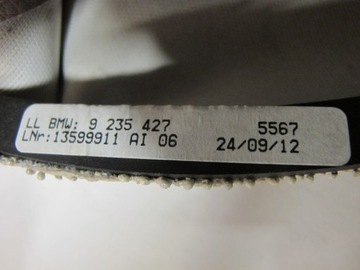 LL BMW: 9 235 427 5567
LNr:13599911 AI 06 24/09/12